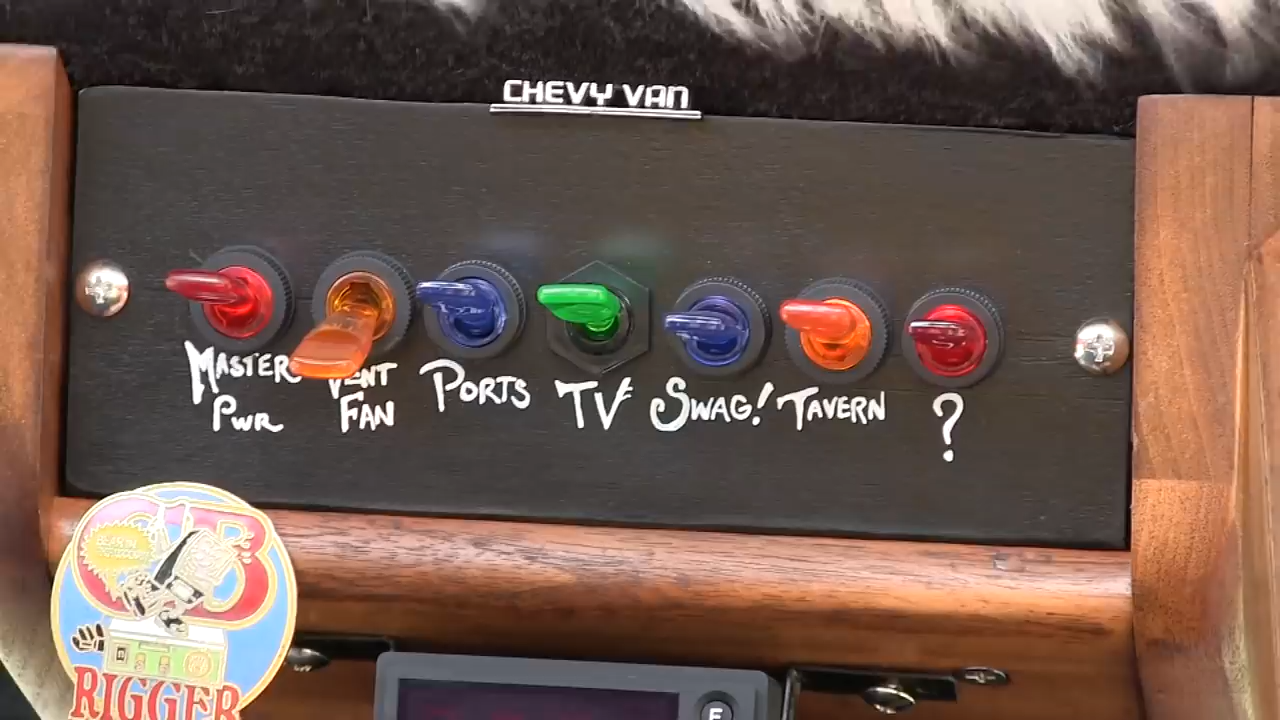 CHEVY VAN
MASTER PWR
VENT FAN
PORTS
TV
SWAG!
TAVERN
?
RIGGER
E